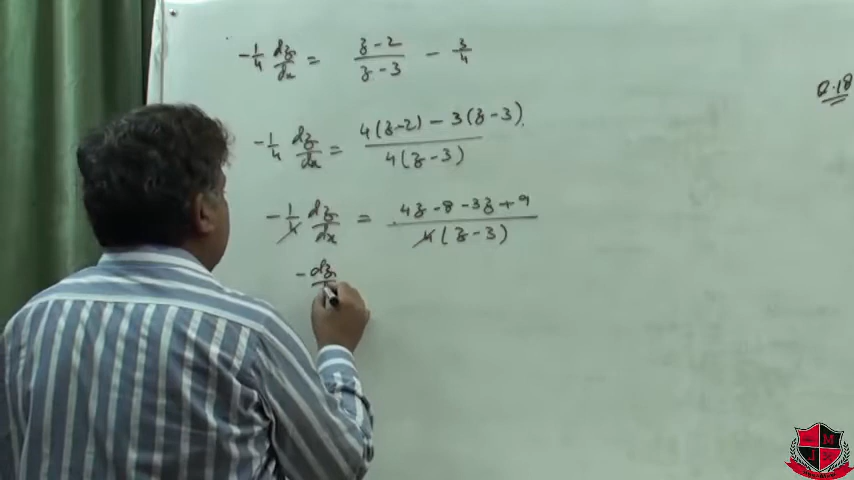 -1/4 dz/dx = z-2/z-3 - 3/4
Q.18
-1/4 dz/dx = 4(z-2) - 3(z-3)/4(z-3)
-1/4 dz/dx = 4z-8-3z+9/4(z-3)
-dz
M